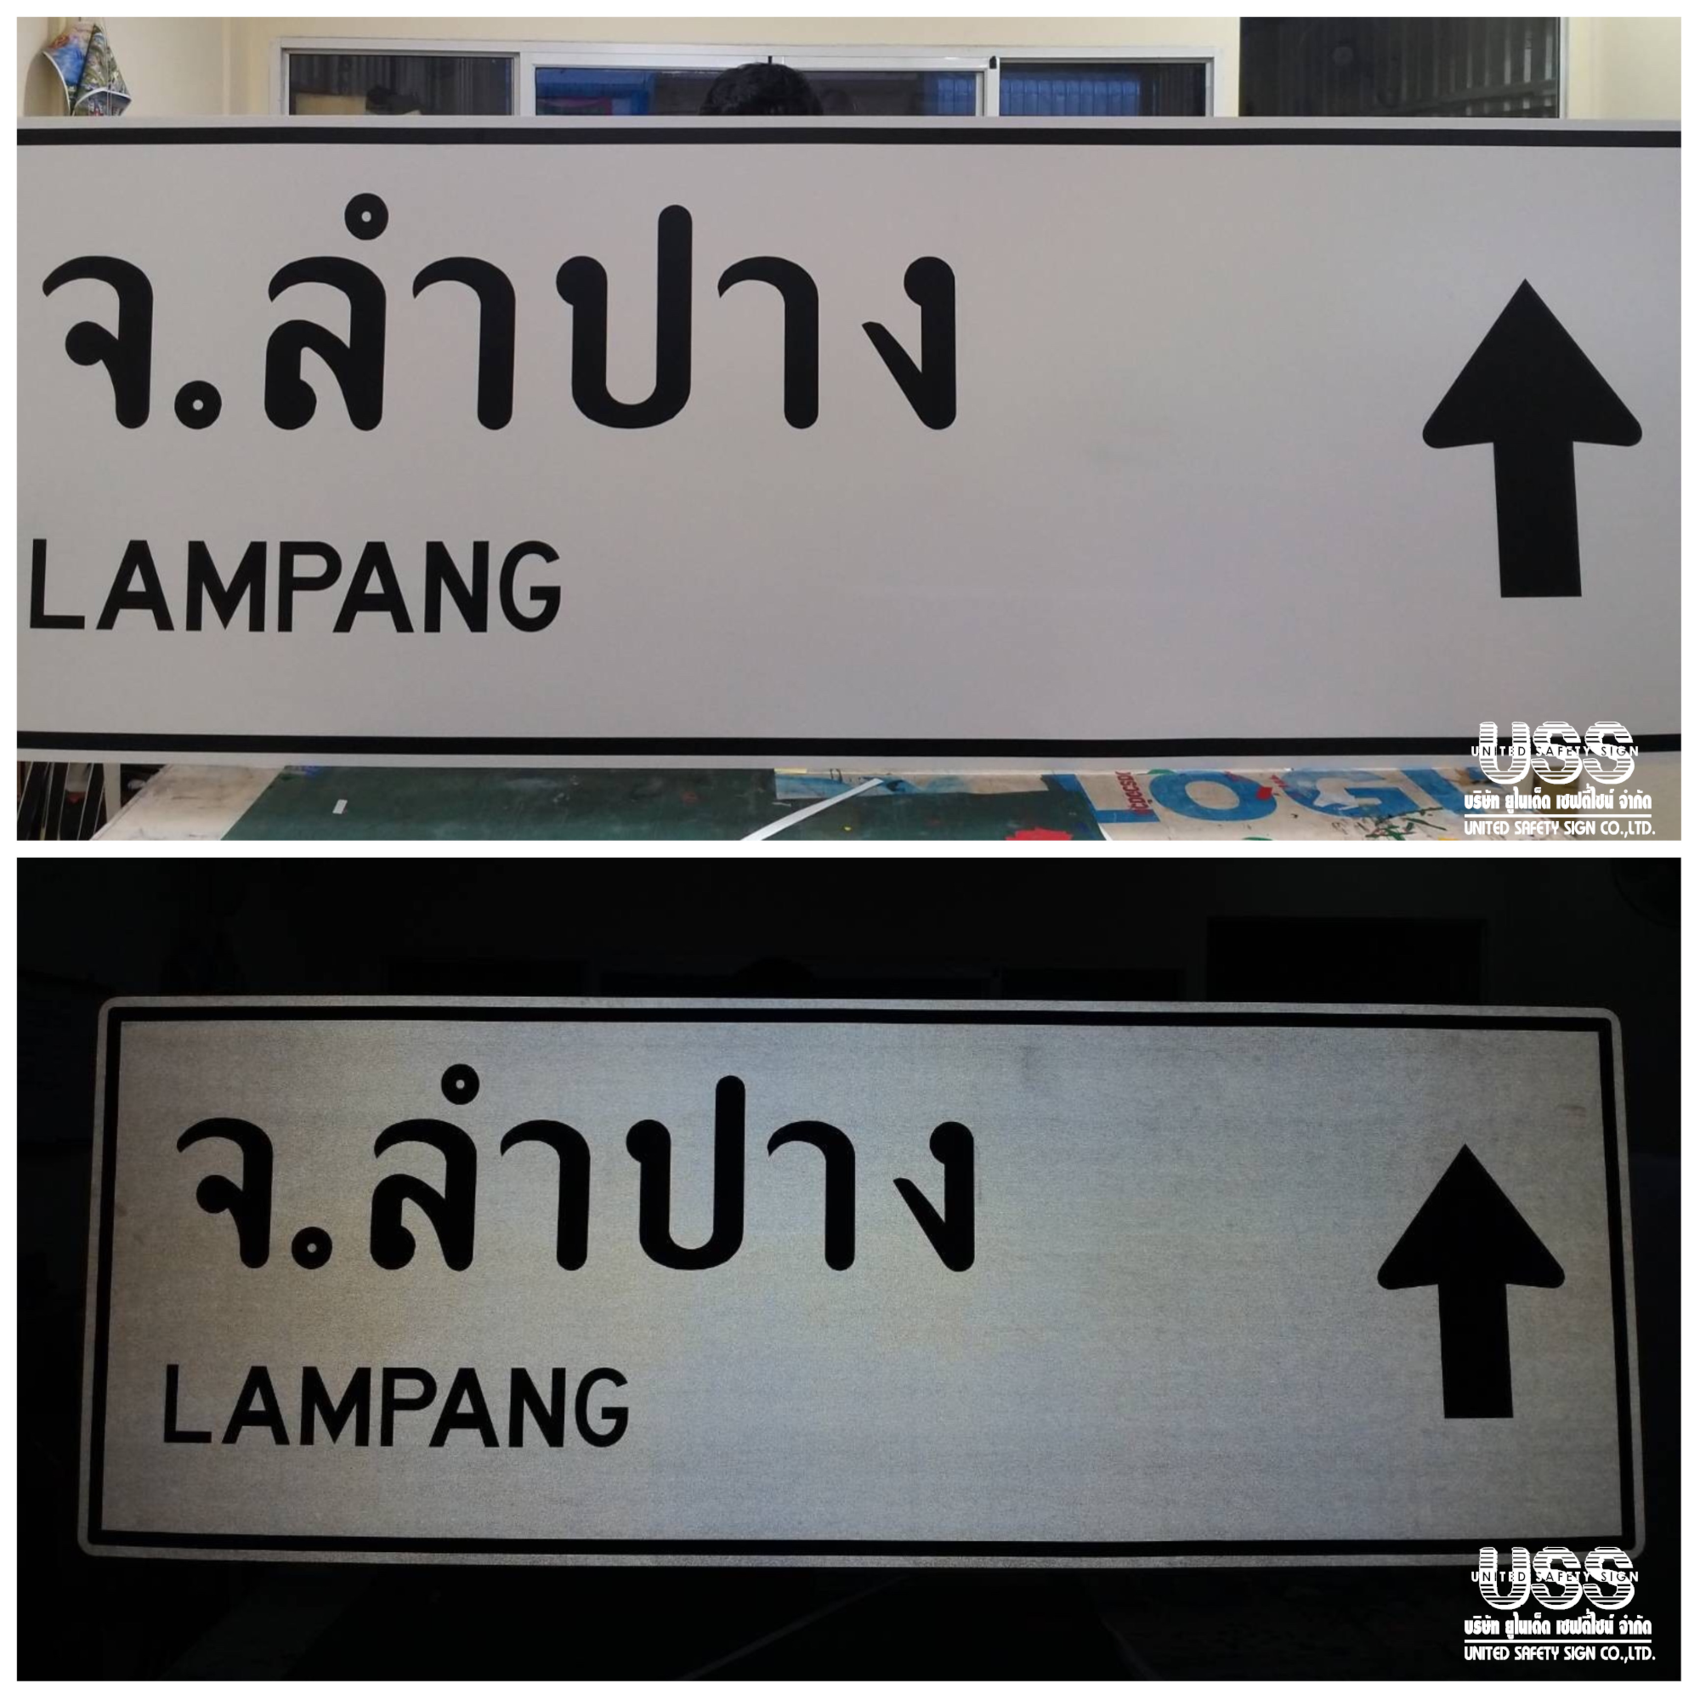 จ.ลำปาง
LAMPANG
LOG
USS
UNITED SAFETY SIGN
บริษัท ยูไนเต็ด เซฟตี้ไซน์ จำกัด
UNITED SAFETY SIGN CO.,LTD.
จ.ลำปาง
LAMPANG
USS
UNITED SAFETY SIGN
บริษัท ยูไนเต็ด เซฟตี้ไซน์ จำกัด
UNITED SAFETY SIGN CO.,LTD.